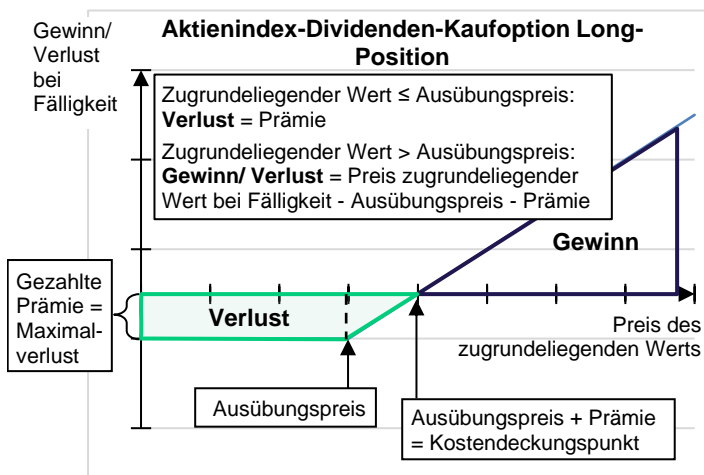 Gewinn/
Verlust
bei
Fälligkeit
Aktienindex-Dividenden-Kaufoption Long-
Position
Zugrundeliegender Wert ≤ Ausübungspreis:
Verlust = Prämie
Zugrundeliegender Wert > Ausübungspreis:
Gewinn/ Verlust = Preis zugrundeliegender
Wert bei Fälligkeit - Ausübungspreis - Prämie
Gewinn
Gezahlte
Prämie =
Maximal-
verlust
Verlust
Preis des
zugrundeliegenden Werts
Ausübungspreis
Ausübungspreis + Prämie
= Kostendeckungspunkt